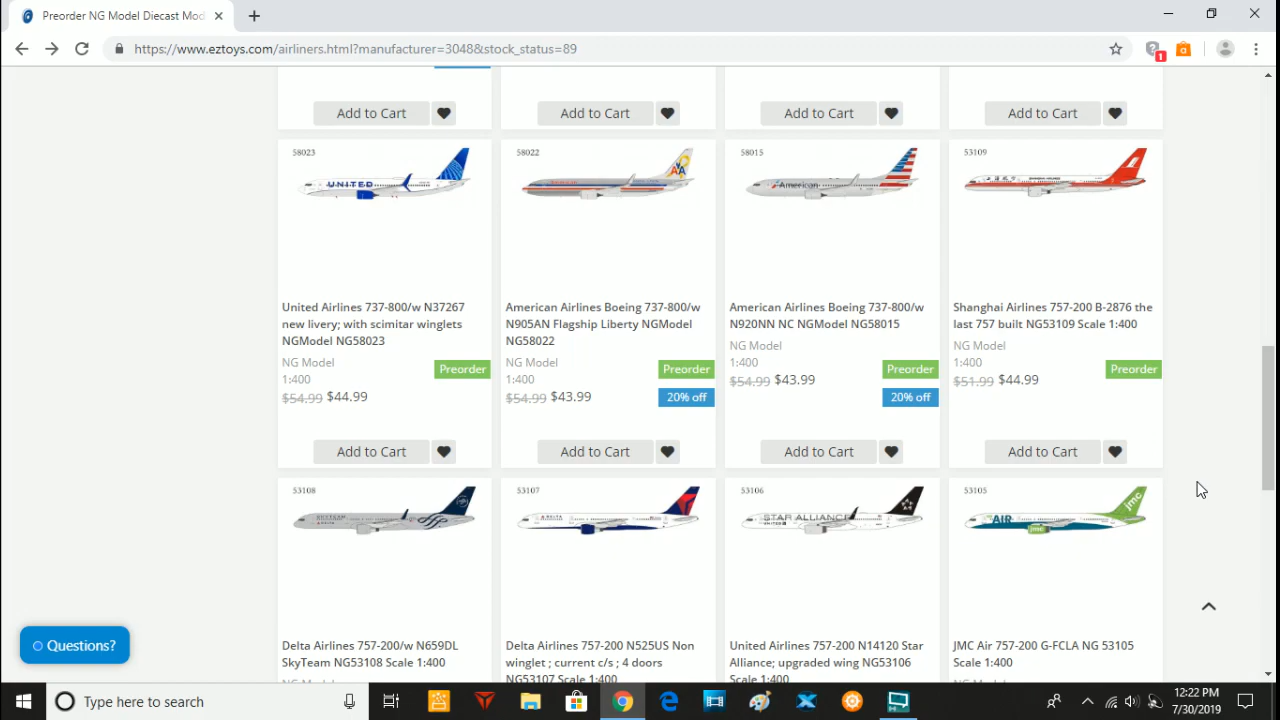 Preorder NG Model Diecast Mod
https://www.eztoys.com/airliners.html?manufacturer=3048&stock_status=89
1
Add to Cart
Add to Cart
Add to Cart
Add to Cart
58023
UNITED
58022
American
AA
58015
American
53109
United Airlines 737-800/w N37267
new livery; with scimitar winglets
NGModel NG58023
NG Model
1:400
Preorder
$54.99 $44.99
American Airlines Boeing 737-800/w
N905AN Flagship Liberty NGModel
NG58022
NG Model
1:400
Preorder
$54.99 $43.99
20% off
American Airlines Boeing 737-800/w
N920NN NC NGModel NG58015
NG Model
1:400
Preorder
$54.99 $43.99
20% off
Shanghai Airlines 757-200 B-2876 the
last 757 built NG53109 Scale 1:400
NG Model
1:400
Preorder
$51.99 $44.99
Add to Cart
Add to Cart
Add to Cart
Add to Cart
53108
SKYTEAM
53107
DELTA
53106
STAR ALLIANCE
UNITED
53105
AIR
jmc
jmc
Delta Airlines 757-200/w N659DL
SkyTeam NG53108 Scale 1:400
Delta Airlines 757-200 N525US Non
winglet ; current c/s ; 4 doors
NG53107 Scale 1:400
United Airlines 757-200 N14120 Star
Alliance; upgraded wing NG53106
Scale 1:400
JMC Air 757-200 G-FCLA NG 53105
Scale 1:400
Questions?
Type here to search
12:22 PM
7/30/2019